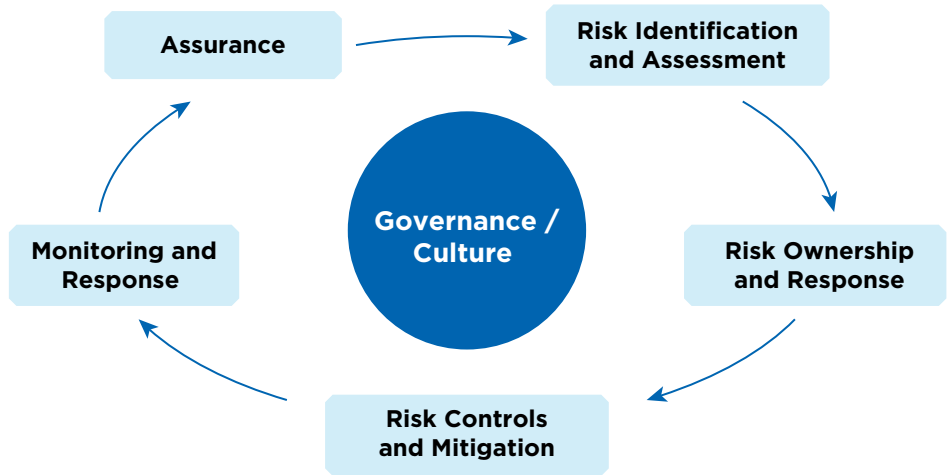 Assurance
Risk Identification
and Assessment
Governance /
Culture
Monitoring and
Response
Risk Ownership
and Response
Risk Controls
and Mitigation